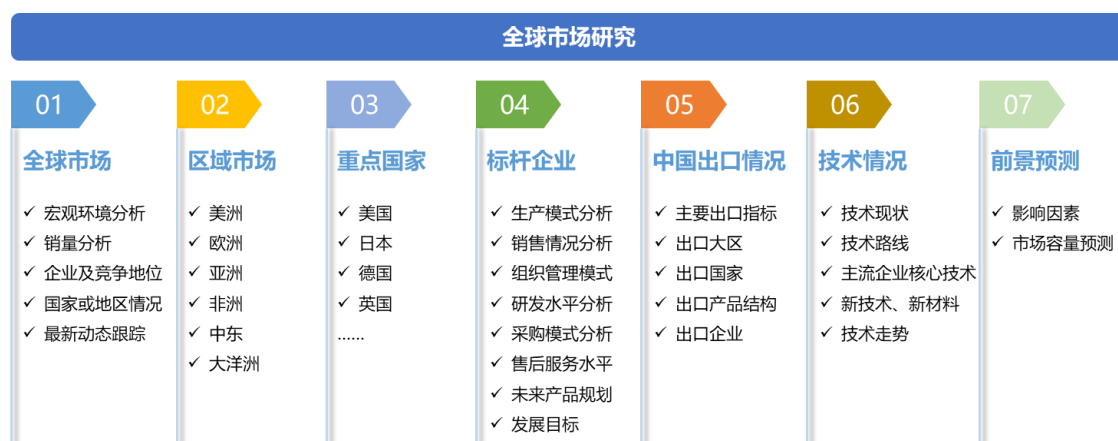 全球市场研究
01
全球市场
宏观环境分析
销量分析
企业及竞争地位
国家或地区情况
最新动态跟踪
02
区域市场
美洲
欧洲
亚洲
非洲
中东
大洋洲
03
重点国家
美国
日本
德国
英国
......
04
标杆企业
生产模式分析
销售情况分析
组织管理模式
研发水平分析
采购模式分析
售后服务水平
未来产品规划
发展目标
05
中国出口情况
主要出口指标
出口大区
出口国家
出口产品结构
出口企业
06
技术情况
技术现状
技术路线
主流企业核心技术
新技术、新材料
技术走势
07
前景预测
影响因素
市场容量预测